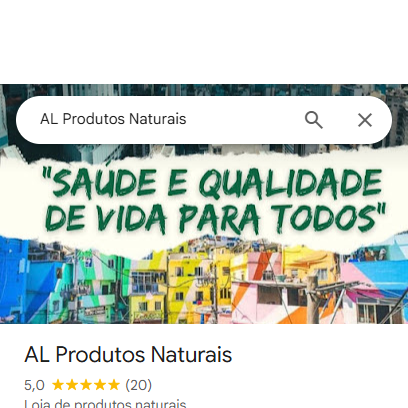 AL Produtos Naturais
"SAUDE E QUALIDADE
DE VIDA PARA TODOS"
AL Produtos Naturais
5,0 (20)
Loja de produtos naturais